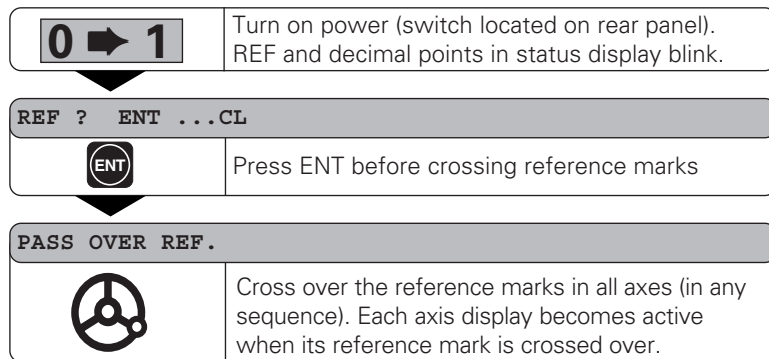 0 ➨ 1
Turn on power (switch located on rear panel).
REF and decimal points in status display blink.
REF ? ENT ...CL
ENT
Press ENT before crossing reference marks
PASS OVER REF.
Cross over the reference marks in all axes (in any
sequence). Each axis display becomes active
when its reference mark is crossed over.